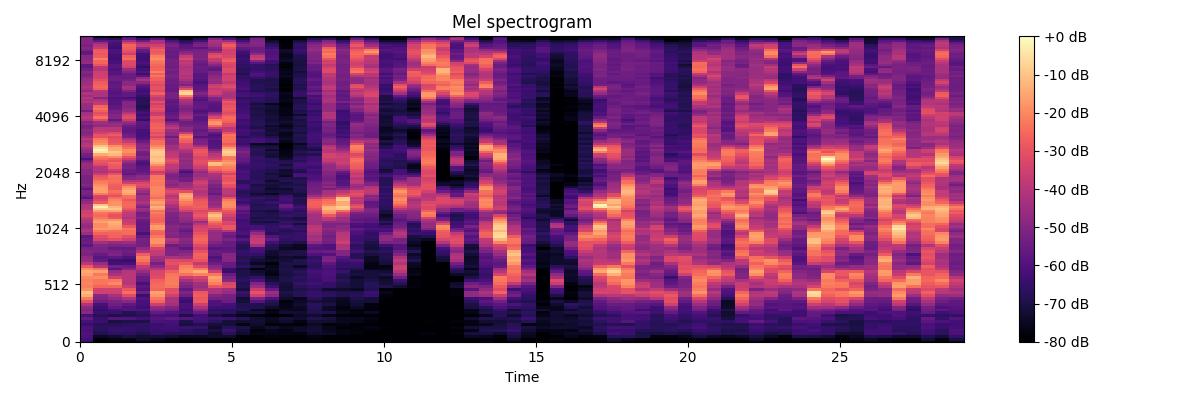 Mel spectrogram
8192
4096
2048
1024
512
0
Hz
0 5 10 15 20 25
Time
+0 dB
-10 dB
-20 dB
-30 dB
-40 dB
-50 dB
-60 dB
-70 dB
-80 dB